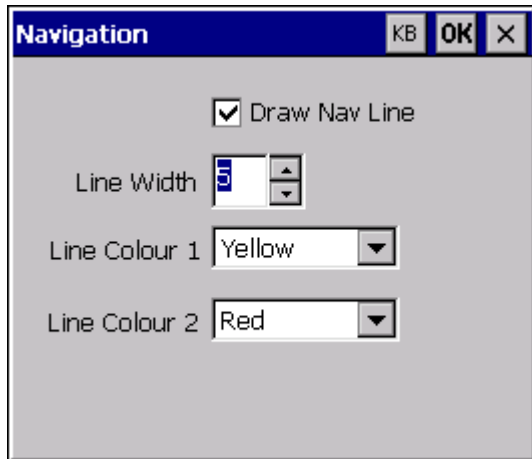 Navigation KB OK ×
Draw Nav Line
Line Width 5
Line Colour 1 Yellow
Line Colour 2 Red